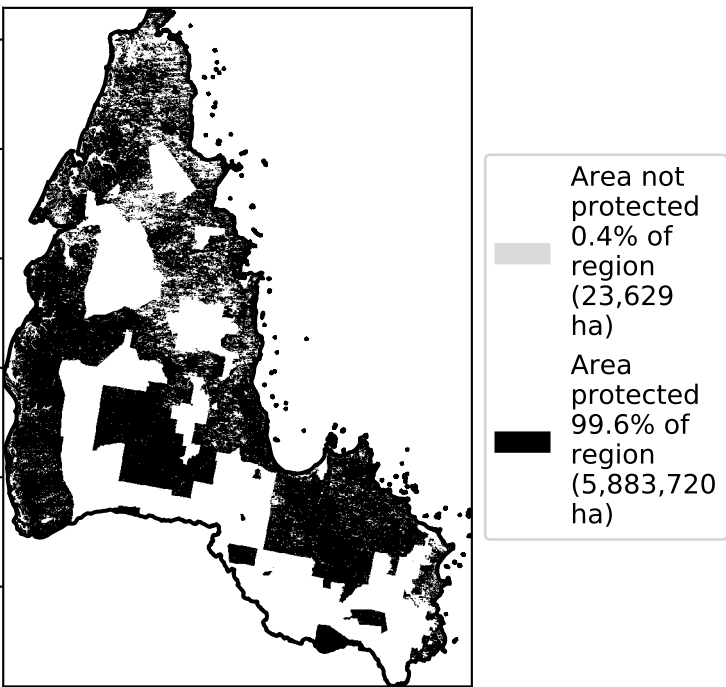 Area not
protected
0.4% of
region
(23,629
ha)
Area
protected
99.6% of
region
(5,883,720
ha)